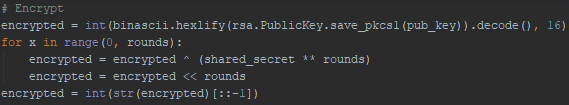 # Encrypt
encrypted = int(binascii.hexlify(rsa.PublicKey.save_pkcs1(pub_key)).decode(), 16)
for x in range(0, rounds):
    encrypted = encrypted ^ (shared_secret ** rounds)
    encrypted = encrypted << rounds
encrypted = int(str(encrypted)[::-1])